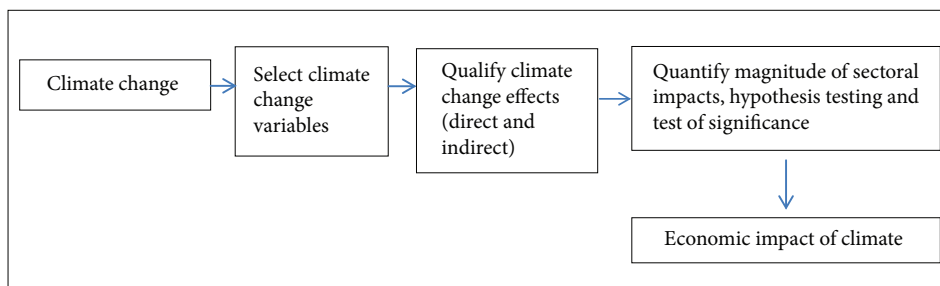 Climate change
Select climate
change
variables
Qualify climate
change effects
(direct and
indirect)
Quantify magnitude of sectoral
impacts, hypothesis testing and
test of significance
Economic impact of climate